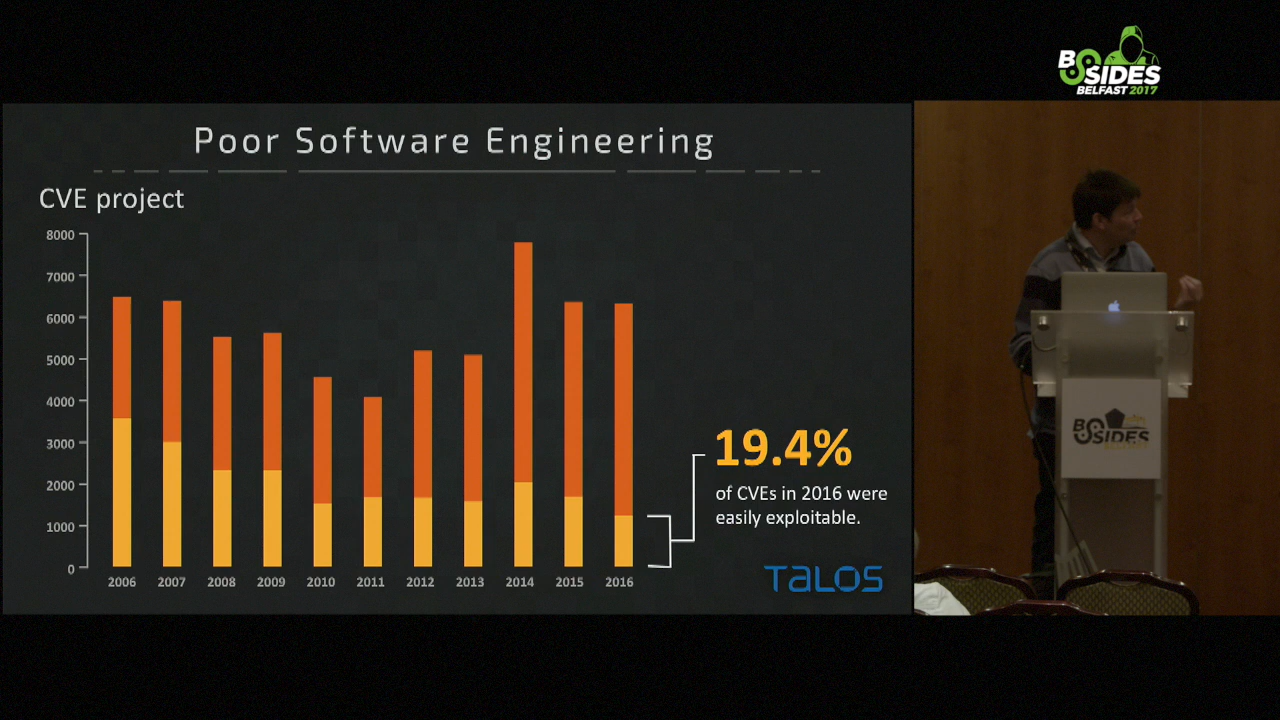 BSIDES
BELFAST 2017
Poor Software Engineering
CVE project
8000
7000
6000
5000
4000
3000
2000
1000
0
2006 2007 2008 2009 2010 2011 2012 2013 2014 2015 2016
19.4%
of CVEs in 2016 were
easily exploitable.
TALOS
BSIDES